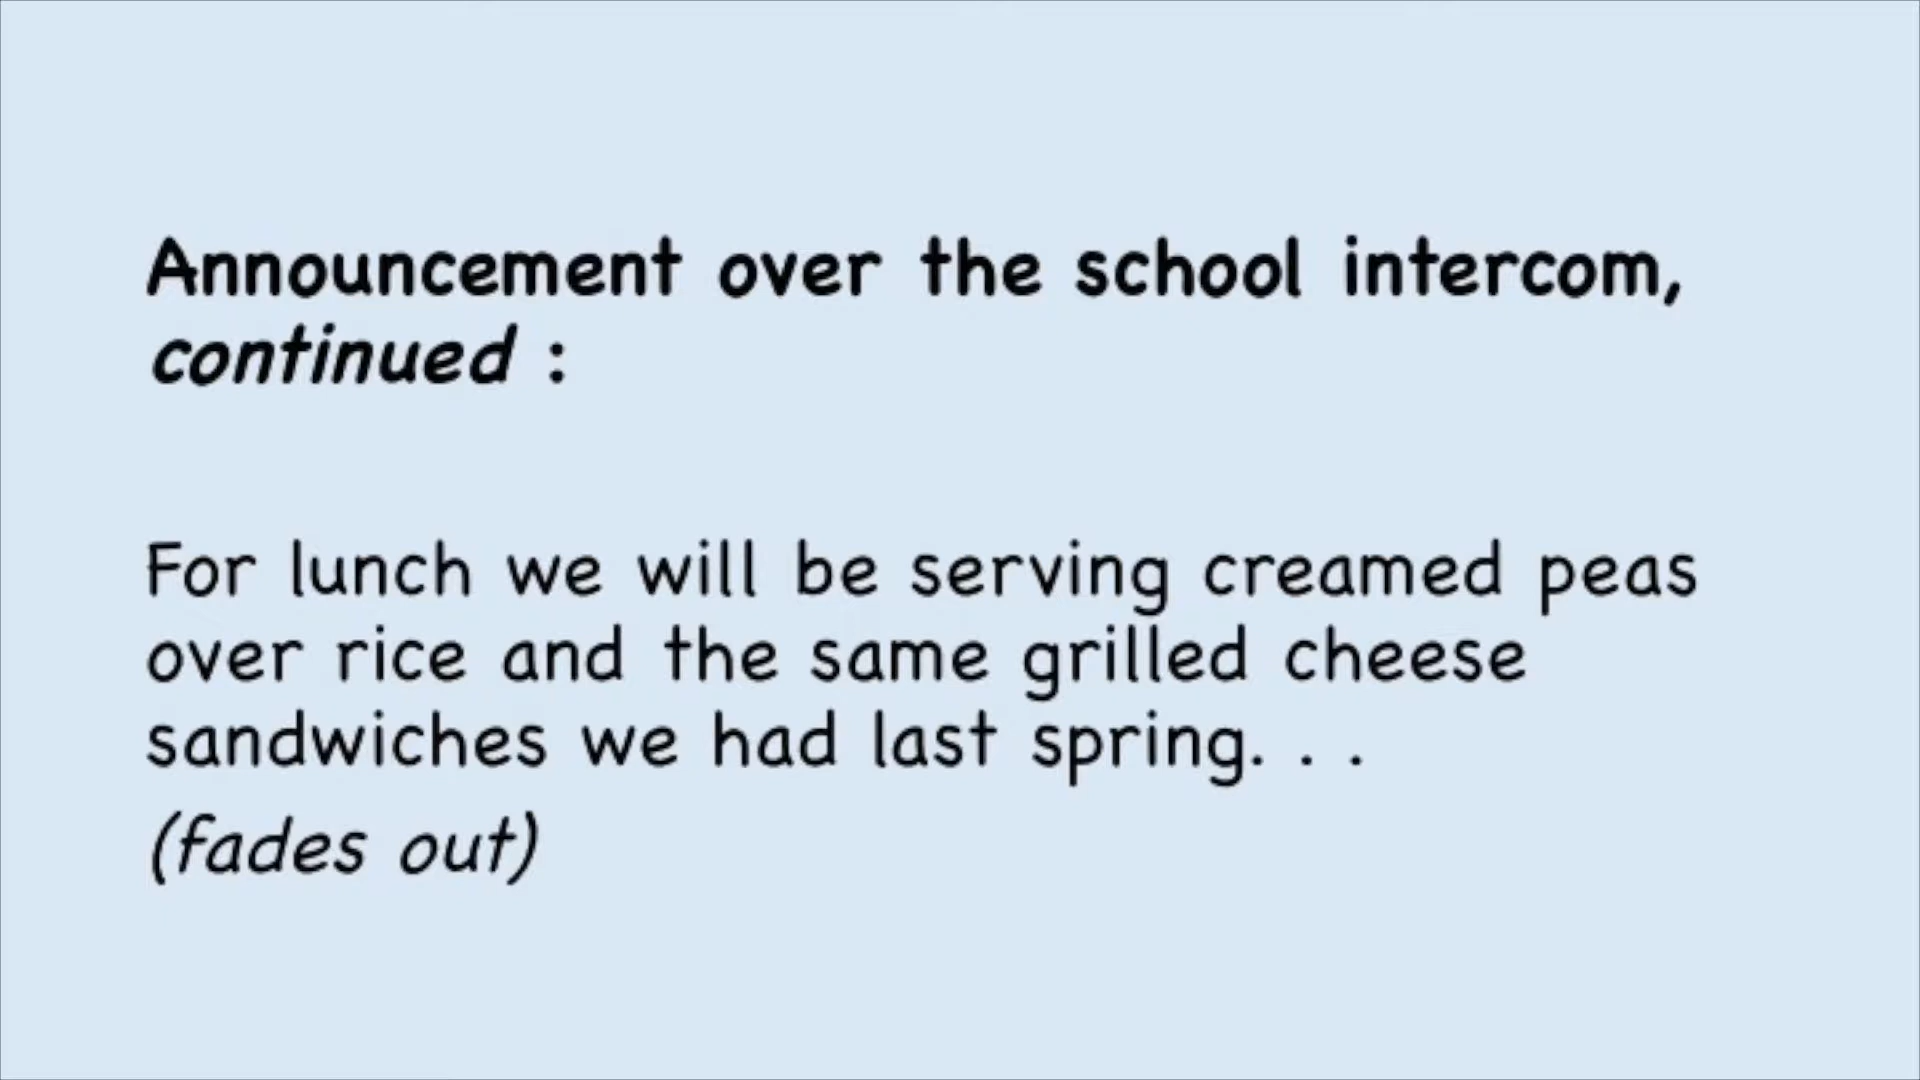 Announcement over the school intercom,
continued :
For lunch we will be serving creamed peas
over rice and the same grilled cheese
sandwiches we had last spring. . .
(fades out)